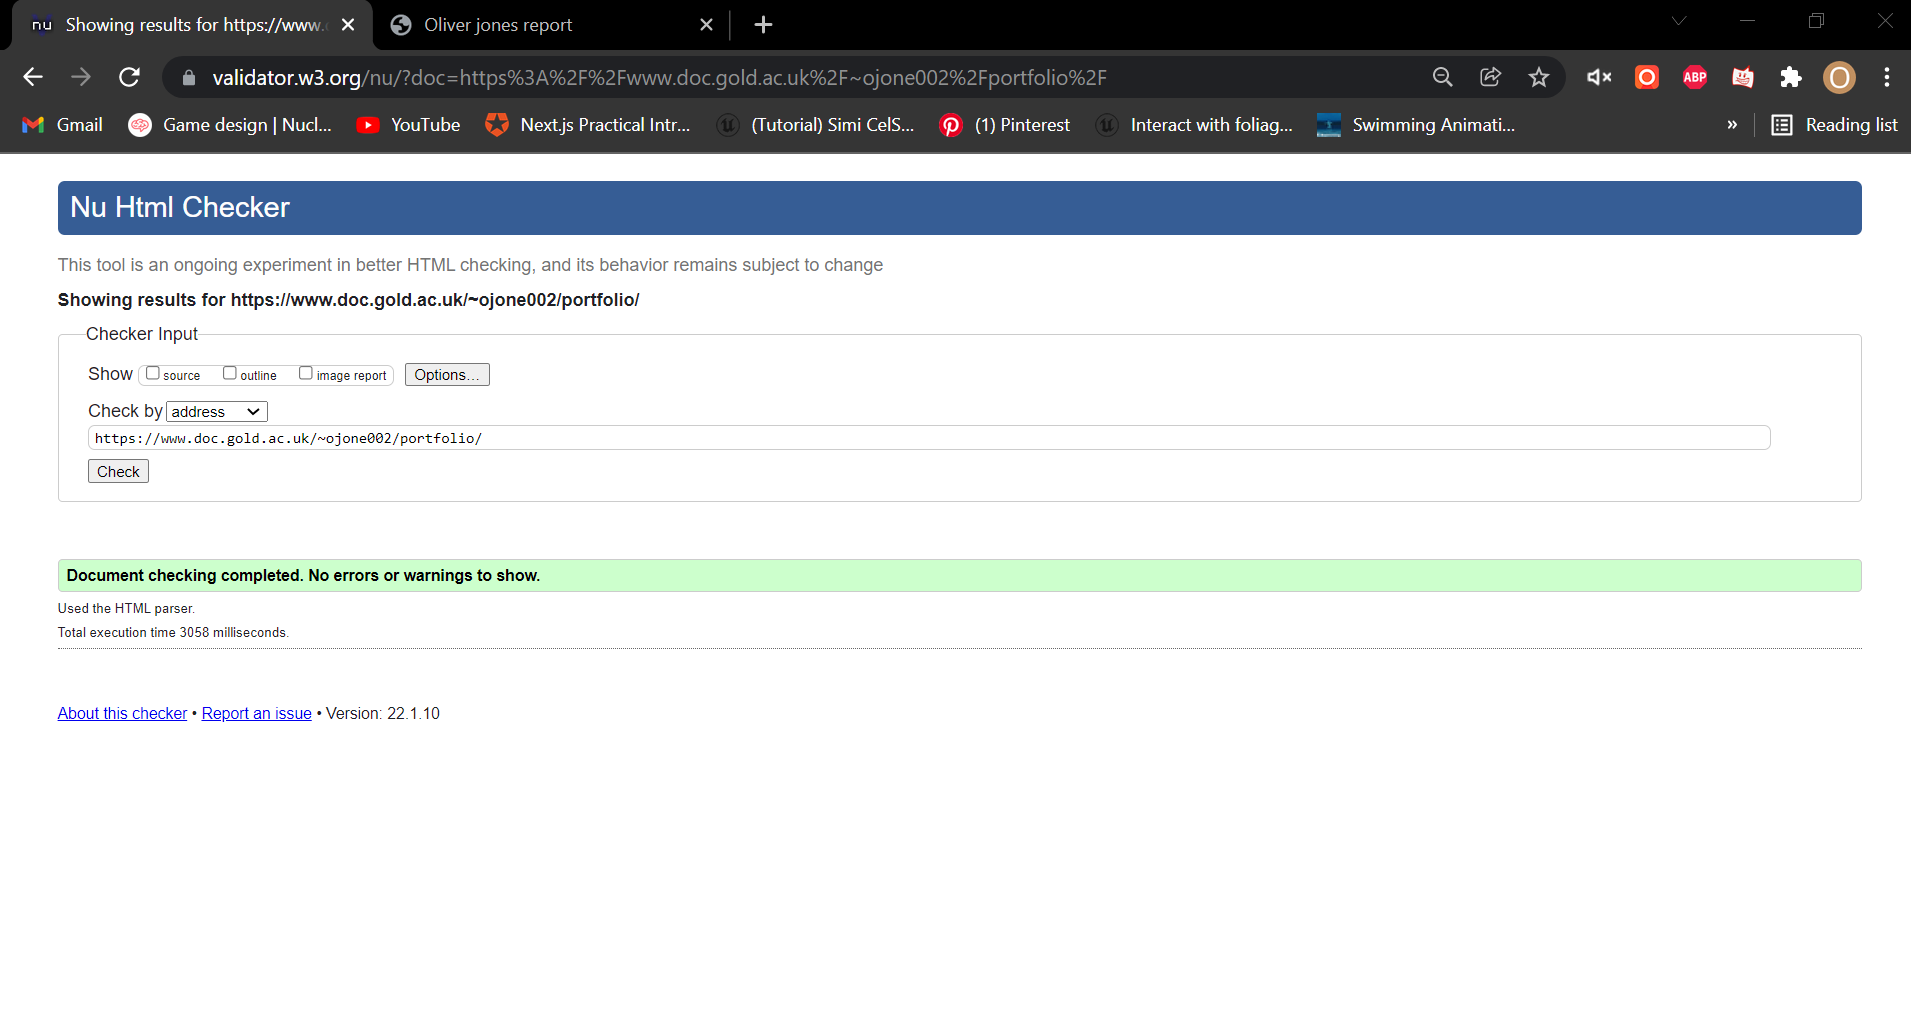 nu Showing results for https://www. Oliver jones report
validator.w3.org/nu/?doc=https%3A%2F%2Fwww.doc.gold.ac.uk%2F~ojone002%2Fportfolio%2F ABP O
Gmail Game design | Nucl... YouTube Next.js Practical Intr... (Tutorial) Simi CelS... (1) Pinterest Interact with foliag... Swimming Animati... » Reading list
Nu Html Checker
This tool is an ongoing experiment in better HTML checking, and its behavior remains subject to change
Showing results for https://www.doc.gold.ac.uk/~ojone002/portfolio/
Checker Input
Show source outline image report Options...
Check by address
https://www.doc.gold.ac.uk/~ojone002/portfolio/
Check
Document checking completed. No errors or warnings to show.
Used the HTML parser.
Total execution time 3058 milliseconds.
About this checker • Report an issue • Version: 22.1.10